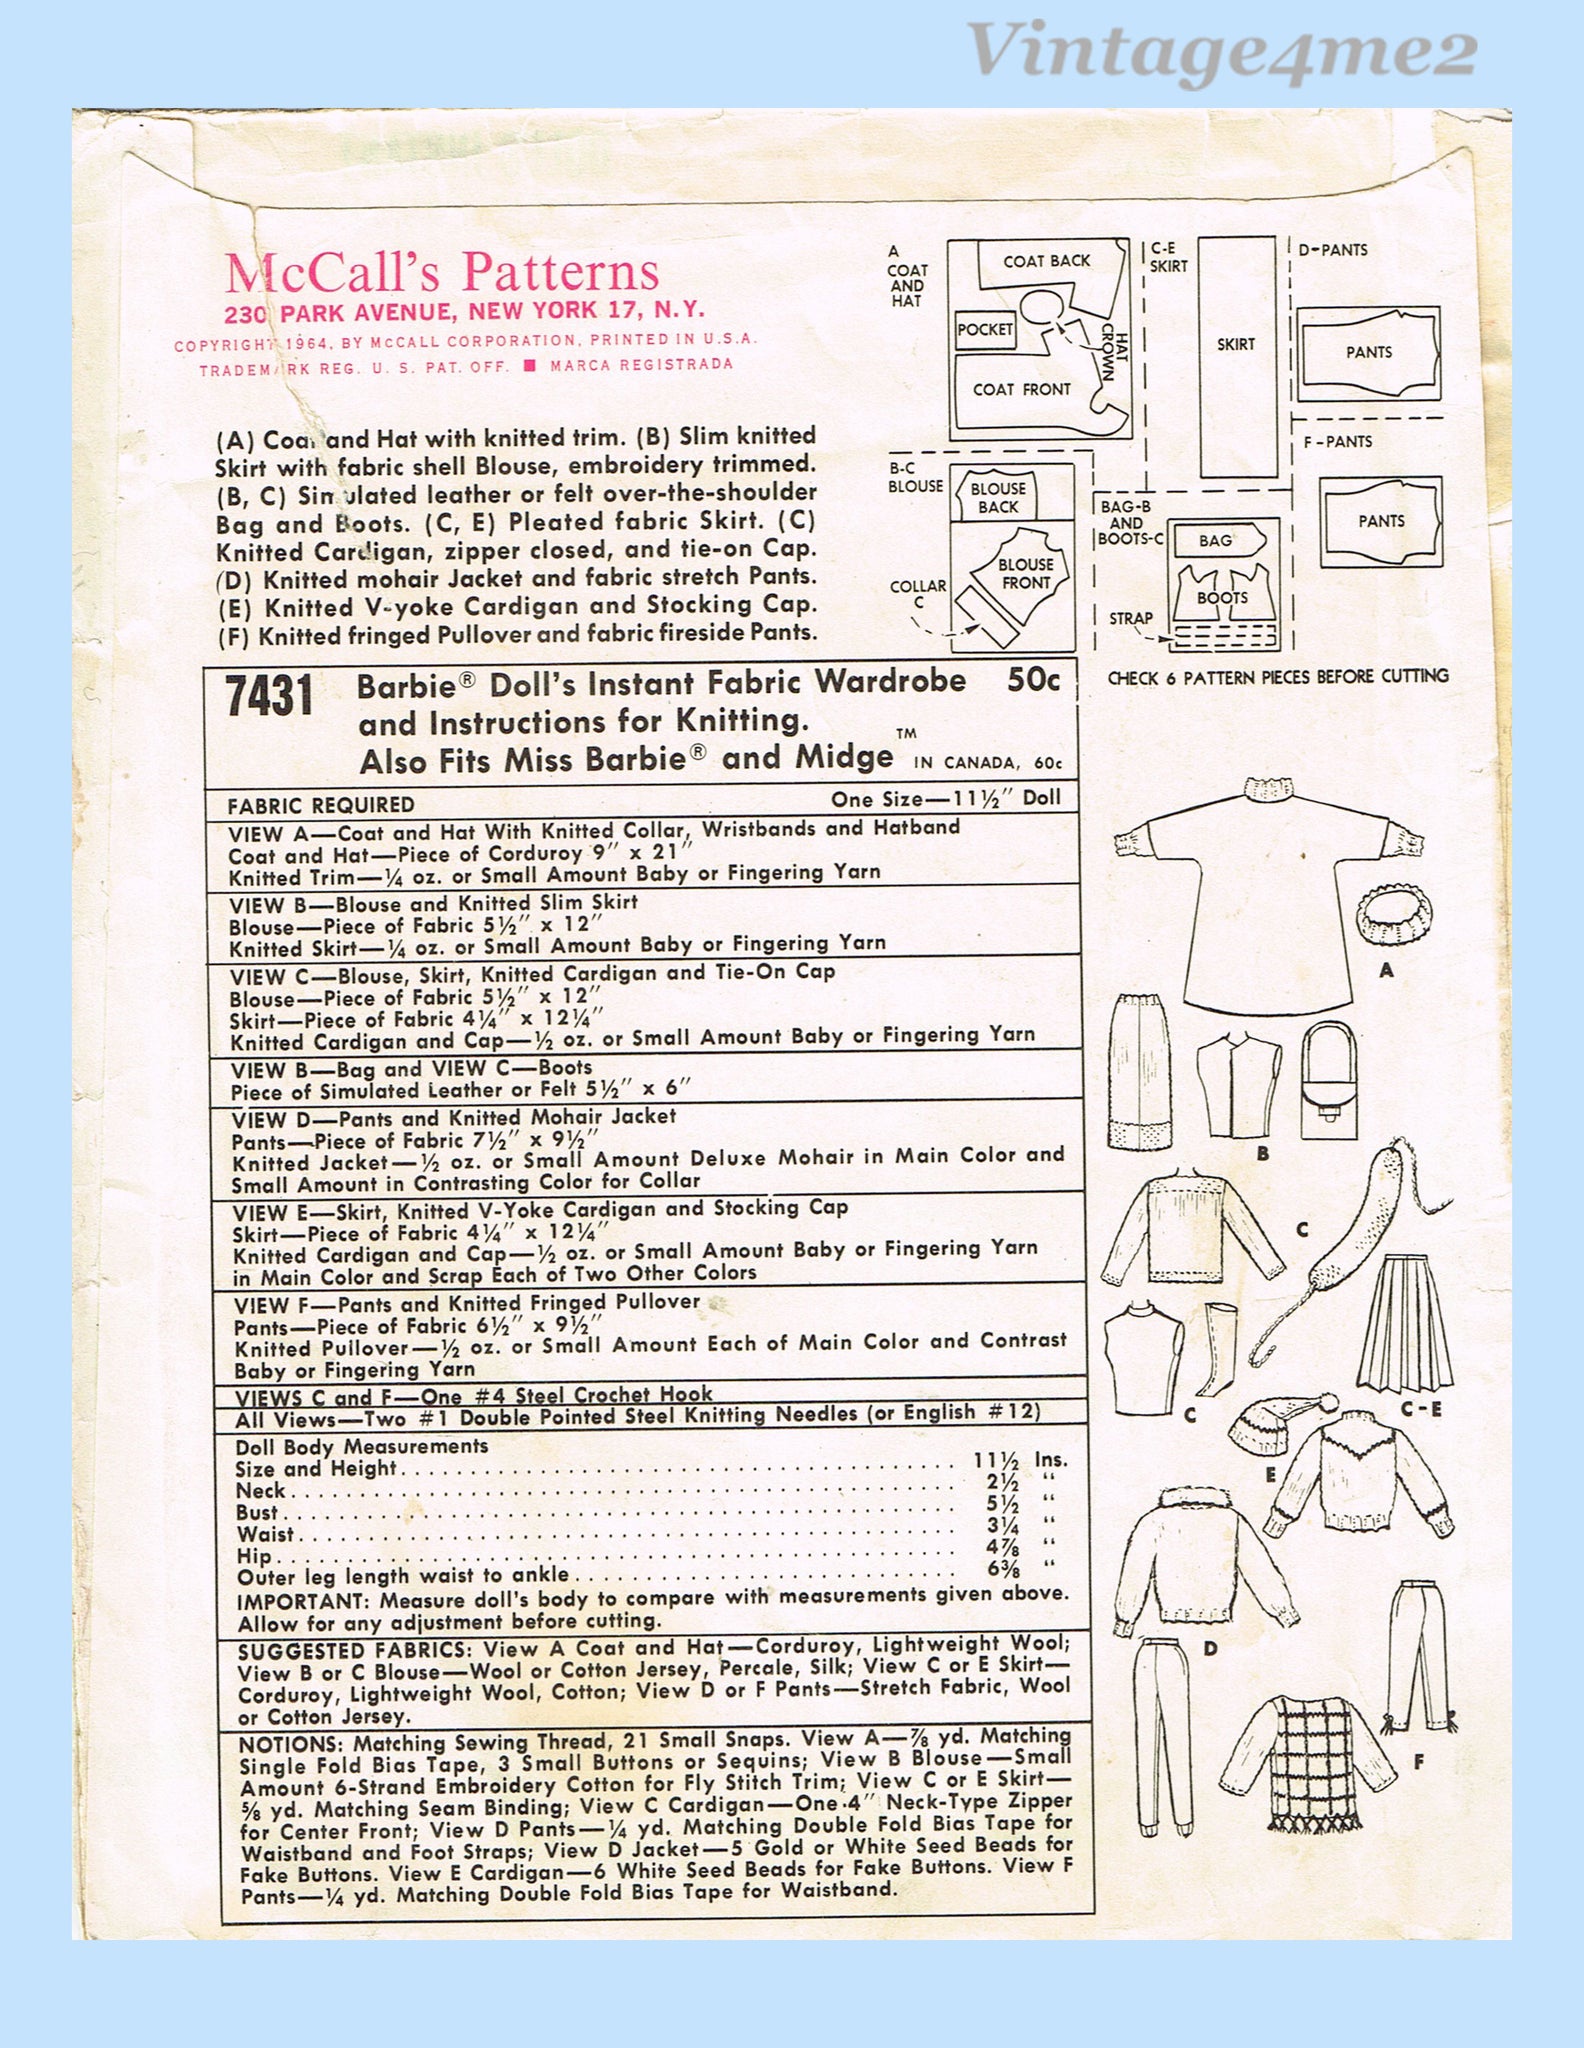 Vintage4me2
McCall's Patterns
230 PARK AVENUE, NEW YORK 17, N.Y.
COPYRIGHT 1964, BY McCALL CORPORATION, PRINTED IN U.S.A.
TRADEMARK REG. U. S. PAT. OFF. ■ MARCA REGISTRADA
(A) Coat and Hat with knitted trim. (B) Slim knitted
Skirt with fabric shell Blouse, embroidery trimmed.
(B, C) Simulated leather or felt over-the-shoulder
Bag and Boots. (C, E) Pleated fabric Skirt. (C)
Knitted Cardigan, zipper closed, and tie-on Cap.
(D) Knitted mohair Jacket and fabric stretch Pants.
(E) Knitted V-yoke Cardigan and Stocking Cap.
(F) Knitted fringed Pullover and fabric fireside Pants.
A
COAT
AND
HAT
COAT BACK
POCKET
HAT
CROWN
COAT FRONT
C-E
SKIRT
SKIRT
D-PANTS
PANTS
F-PANTS
PANTS
B-C
BLOUSE
BLOUSE
BACK
BLOUSE
FRONT
COLLAR
C
BAG-B
AND
BOOTS-C
BAG
BOOTS
STRAP
CHECK 6 PATTERN PIECES BEFORE CUTTING
7431 Barbie® Doll's Instant Fabric Wardrobe 50c
and Instructions for Knitting.
Also Fits Miss Barbie® and Midge™ IN CANADA, 60c
FABRIC REQUIRED One Size—11½" Doll
VIEW A—Coat and Hat With Knitted Collar, Wristbands and Hatband
Coat and Hat—Piece of Corduroy 9" x 21"
Knitted Trim—¼ oz. or Small Amount Baby or Fingering Yarn
VIEW B—Blouse and Knitted Slim Skirt
Blouse—Piece of Fabric 5½" x 12"
Knitted Skirt—¼ oz. or Small Amount Baby or Fingering Yarn
VIEW C—Blouse, Skirt, Knitted Cardigan and Tie-On Cap
Blouse—Piece of Fabric 5½" x 12"
Skirt—Piece of Fabric 4¼" x 12¼"
Knitted Cardigan and Cap—½ oz. or Small Amount Baby or Fingering Yarn
VIEW B—Bag and VIEW C—Boots
Piece of Simulated Leather or Felt 5½" x 6"
VIEW D—Pants and Knitted Mohair Jacket
Pants—Piece of Fabric 7½" x 9½"
Knitted Jacket—½ oz. or Small Amount Deluxe Mohair in Main Color and
Small Amount in Contrasting Color for Collar
VIEW E—Skirt, Knitted V-Yoke Cardigan and Stocking Cap
Skirt—Piece of Fabric 4¼" x 12¼"
Knitted Cardigan and Cap—½ oz. or Small Amount Baby or Fingering Yarn
in Main Color and Scrap Each of Two Other Colors
VIEW F—Pants and Knitted Fringed Pullover
Pants—Piece of Fabric 6½" x 9½"
Knitted Pullover—½ oz. or Small Amount Each of Main Color and Contrast
Baby or Fingering Yarn
VIEWS C and F—One #4 Steel Crochet Hook
All Views—Two #1 Double Pointed Steel Knitting Needles (or English #12)
Doll Body Measurements
Size and Height 11½ Ins.
Neck 2½ "
Bust 5½ "
Waist 3¼ "
Hip 4⅞ "
Outer leg length waist to ankle 6⅜ "
IMPORTANT: Measure doll's body to compare with measurements given above.
Allow for any adjustment before cutting.
SUGGESTED FABRICS: View A Coat and Hat—Corduroy, Lightweight Wool;
View B or C Blouse—Wool or Cotton Jersey, Percale, Silk; View C or E Skirt—
Corduroy, Lightweight Wool, Cotton; View D or F Pants—Stretch Fabric, Wool
or Cotton Jersey.
NOTIONS: Matching Sewing Thread, 21 Small Snaps. View A—⅞ yd. Matching
Single Fold Bias Tape, 3 Small Buttons or Sequins; View B Blouse—Small
Amount 6-Strand Embroidery Cotton for Fly Stitch Trim; View C or E Skirt—
⅝ yd. Matching Seam Binding; View C Cardigan—One 4" Neck-Type Zipper
for Center Front; View D Pants—¼ yd. Matching Double Fold Bias Tape for
Waistband and Foot Straps; View D Jacket—5 Gold or White Seed Beads for
Fake Buttons. View E Cardigan—6 White Seed Beads for Fake Buttons. View F
Pants—¼ yd. Matching Double Fold Bias Tape for Waistband.
A
B
C
C
C-E
E
D
F